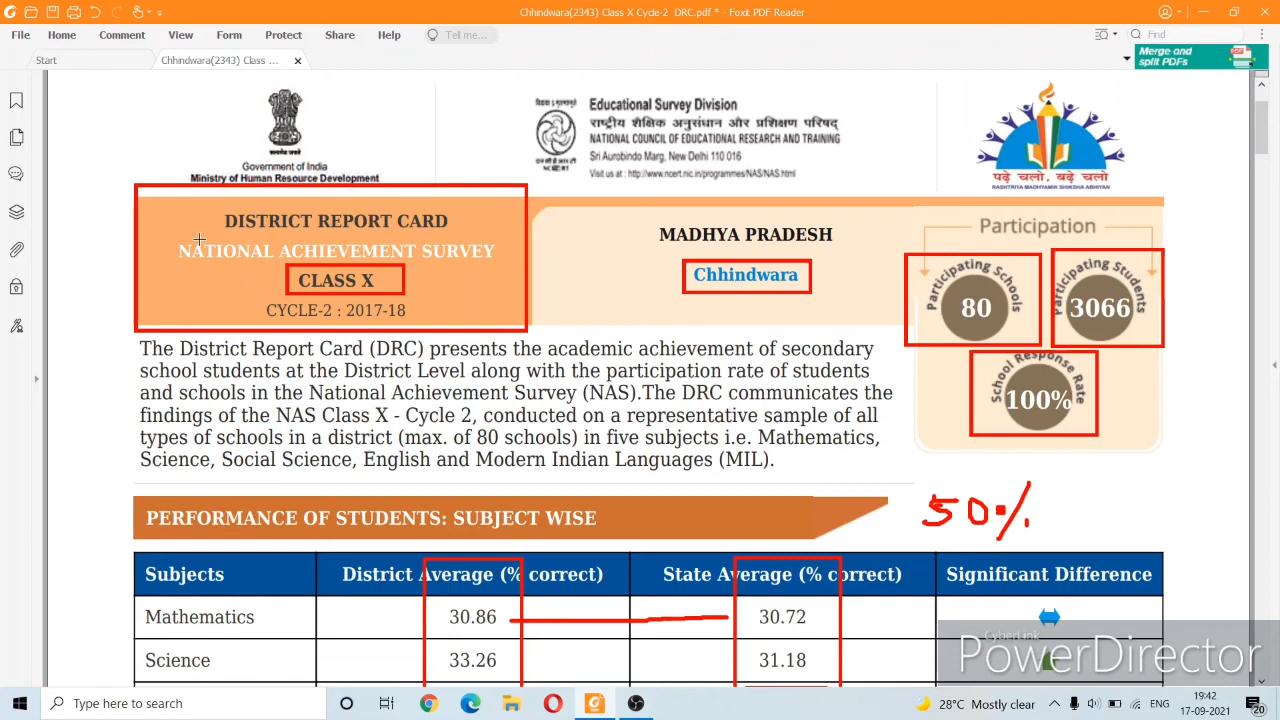 Chhindwara(2343) Class X Cycle-2 DRC.pdf * - Foxit PDF Reader
File Home Comment View Form Protect Share Help Tell me... Find
Start Chhindwara(2343) Class ... Merge and
split PDFs
Government of India
Ministry of Human Resource Development
Educational Survey Division
राष्ट्रीय शैक्षिक अनुसंधान और प्रशिक्षण परिषद्
NATIONAL COUNCIL OF EDUCATIONAL RESEARCH AND TRAINING
Sri Aurobindo Marg, New Delhi 110 016
Visit us at : http://www.ncert.nic.in/programmes/NAS/NAS.html
पढ़े चलो, बढ़े चलो
RASHTRIYA MADHYAMIK SHIKSHA ABHIYAN
DISTRICT REPORT CARD
NATIONAL ACHIEVEMENT SURVEY
CLASS X
CYCLE-2 : 2017-18
MADHYA PRADESH
Chhindwara
Participation
Participating Schools
80
Participating Students
3066
School Response Rate
100%
The District Report Card (DRC) presents the academic achievement of secondary
school students at the District Level along with the participation rate of students
and schools in the National Achievement Survey (NAS).The DRC communicates the
findings of the NAS Class X - Cycle 2, conducted on a representative sample of all
types of schools in a district (max. of 80 schools) in five subjects i.e. Mathematics,
Science, Social Science, English and Modern Indian Languages (MIL).
50%
PERFORMANCE OF STUDENTS: SUBJECT WISE
Subjects District Average (% correct) State Average (% correct) Significant Difference
Mathematics 30.86 30.72
Science 33.26 31.18
CyberLink
PowerDirector
Type here to search
28°C Mostly clear ENG 19:42
17-09-2021 20